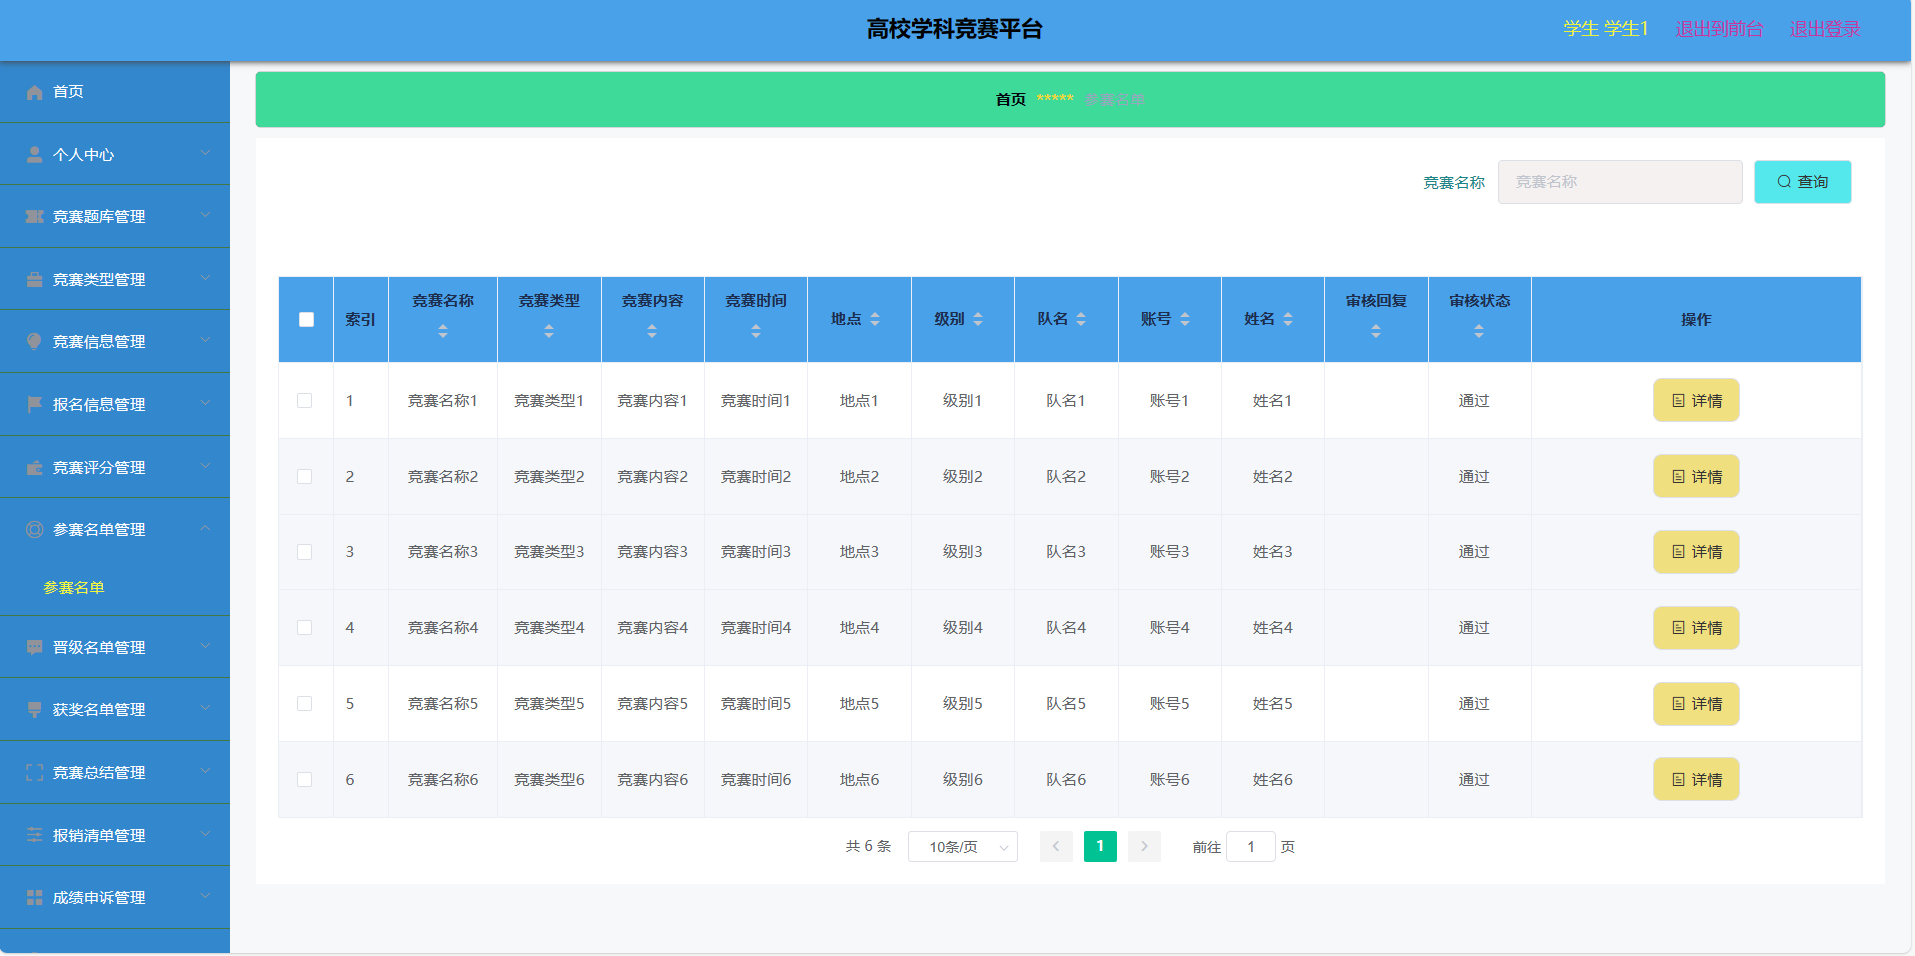 高校学科竞赛平台
学生 学生1 退出到前台 退出登录
首页
个人中心
竞赛题库管理
竞赛类型管理
竞赛信息管理
报名信息管理
竞赛评分管理
参赛名单管理
参赛名单
晋级名单管理
获奖名单管理
竞赛总结管理
报销清单管理
成绩申诉管理
首页 ***** 参赛名单
竞赛名称 竞赛名称 查询
索引 竞赛名称 竞赛类型 竞赛内容 竞赛时间 地点 级别 队名 账号 姓名 审核回复 审核状态 操作
1 竞赛名称1 竞赛类型1 竞赛内容1 竞赛时间1 地点1 级别1 队名1 账号1 姓名1 通过 详情
2 竞赛名称2 竞赛类型2 竞赛内容2 竞赛时间2 地点2 级别2 队名2 账号2 姓名2 通过 详情
3 竞赛名称3 竞赛类型3 竞赛内容3 竞赛时间3 地点3 级别3 队名3 账号3 姓名3 通过 详情
4 竞赛名称4 竞赛类型4 竞赛内容4 竞赛时间4 地点4 级别4 队名4 账号4 姓名4 通过 详情
5 竞赛名称5 竞赛类型5 竞赛内容5 竞赛时间5 地点5 级别5 队名5 账号5 姓名5 通过 详情
6 竞赛名称6 竞赛类型6 竞赛内容6 竞赛时间6 地点6 级别6 队名6 账号6 姓名6 通过 详情
共 6 条 10条/页 1 前往 1 页